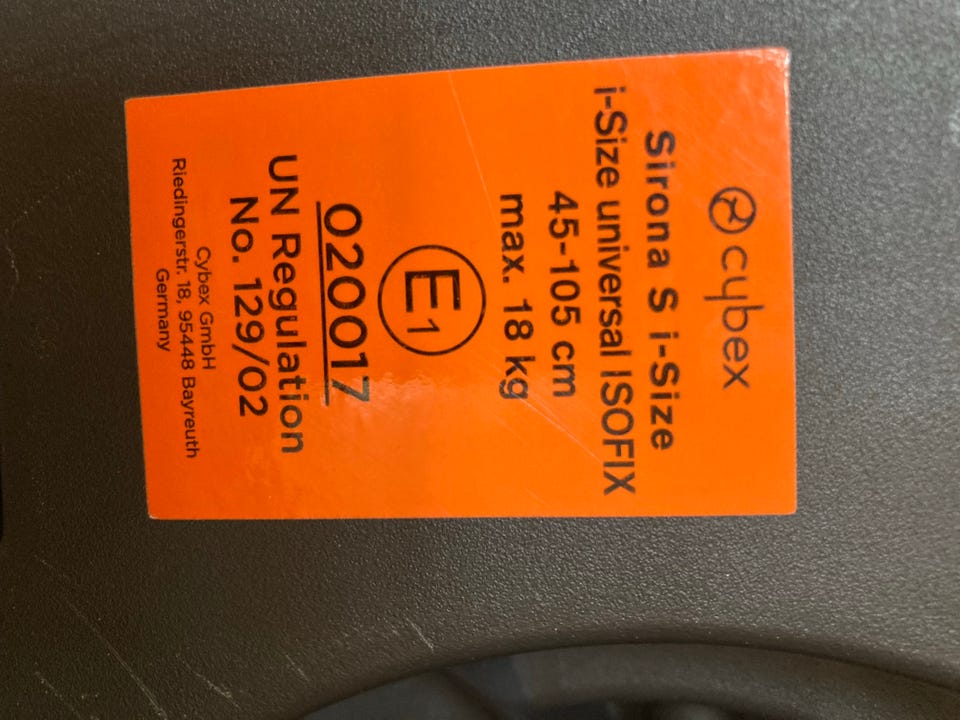 cybex
Sirona S i-Size
i-Size universal ISOFIX
45-105 cm
max. 18 kg
E1
020017
UN Regulation
No. 129/02
Cybex GmbH
Riedingerstr. 18, 95448 Bayreuth
Germany